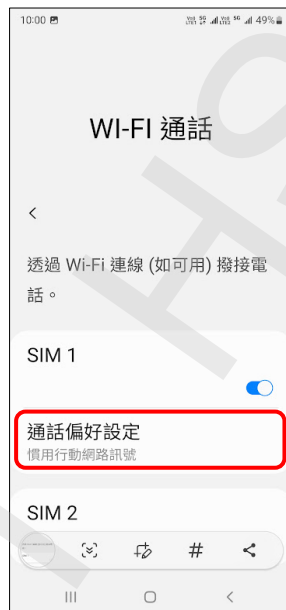 10:00
5G 5G 49%
WI-FI 通話
透過 Wi-Fi 連線 (如可用) 撥接電
話。
SIM 1
通話偏好設定
慣用行動網路訊號
SIM 2